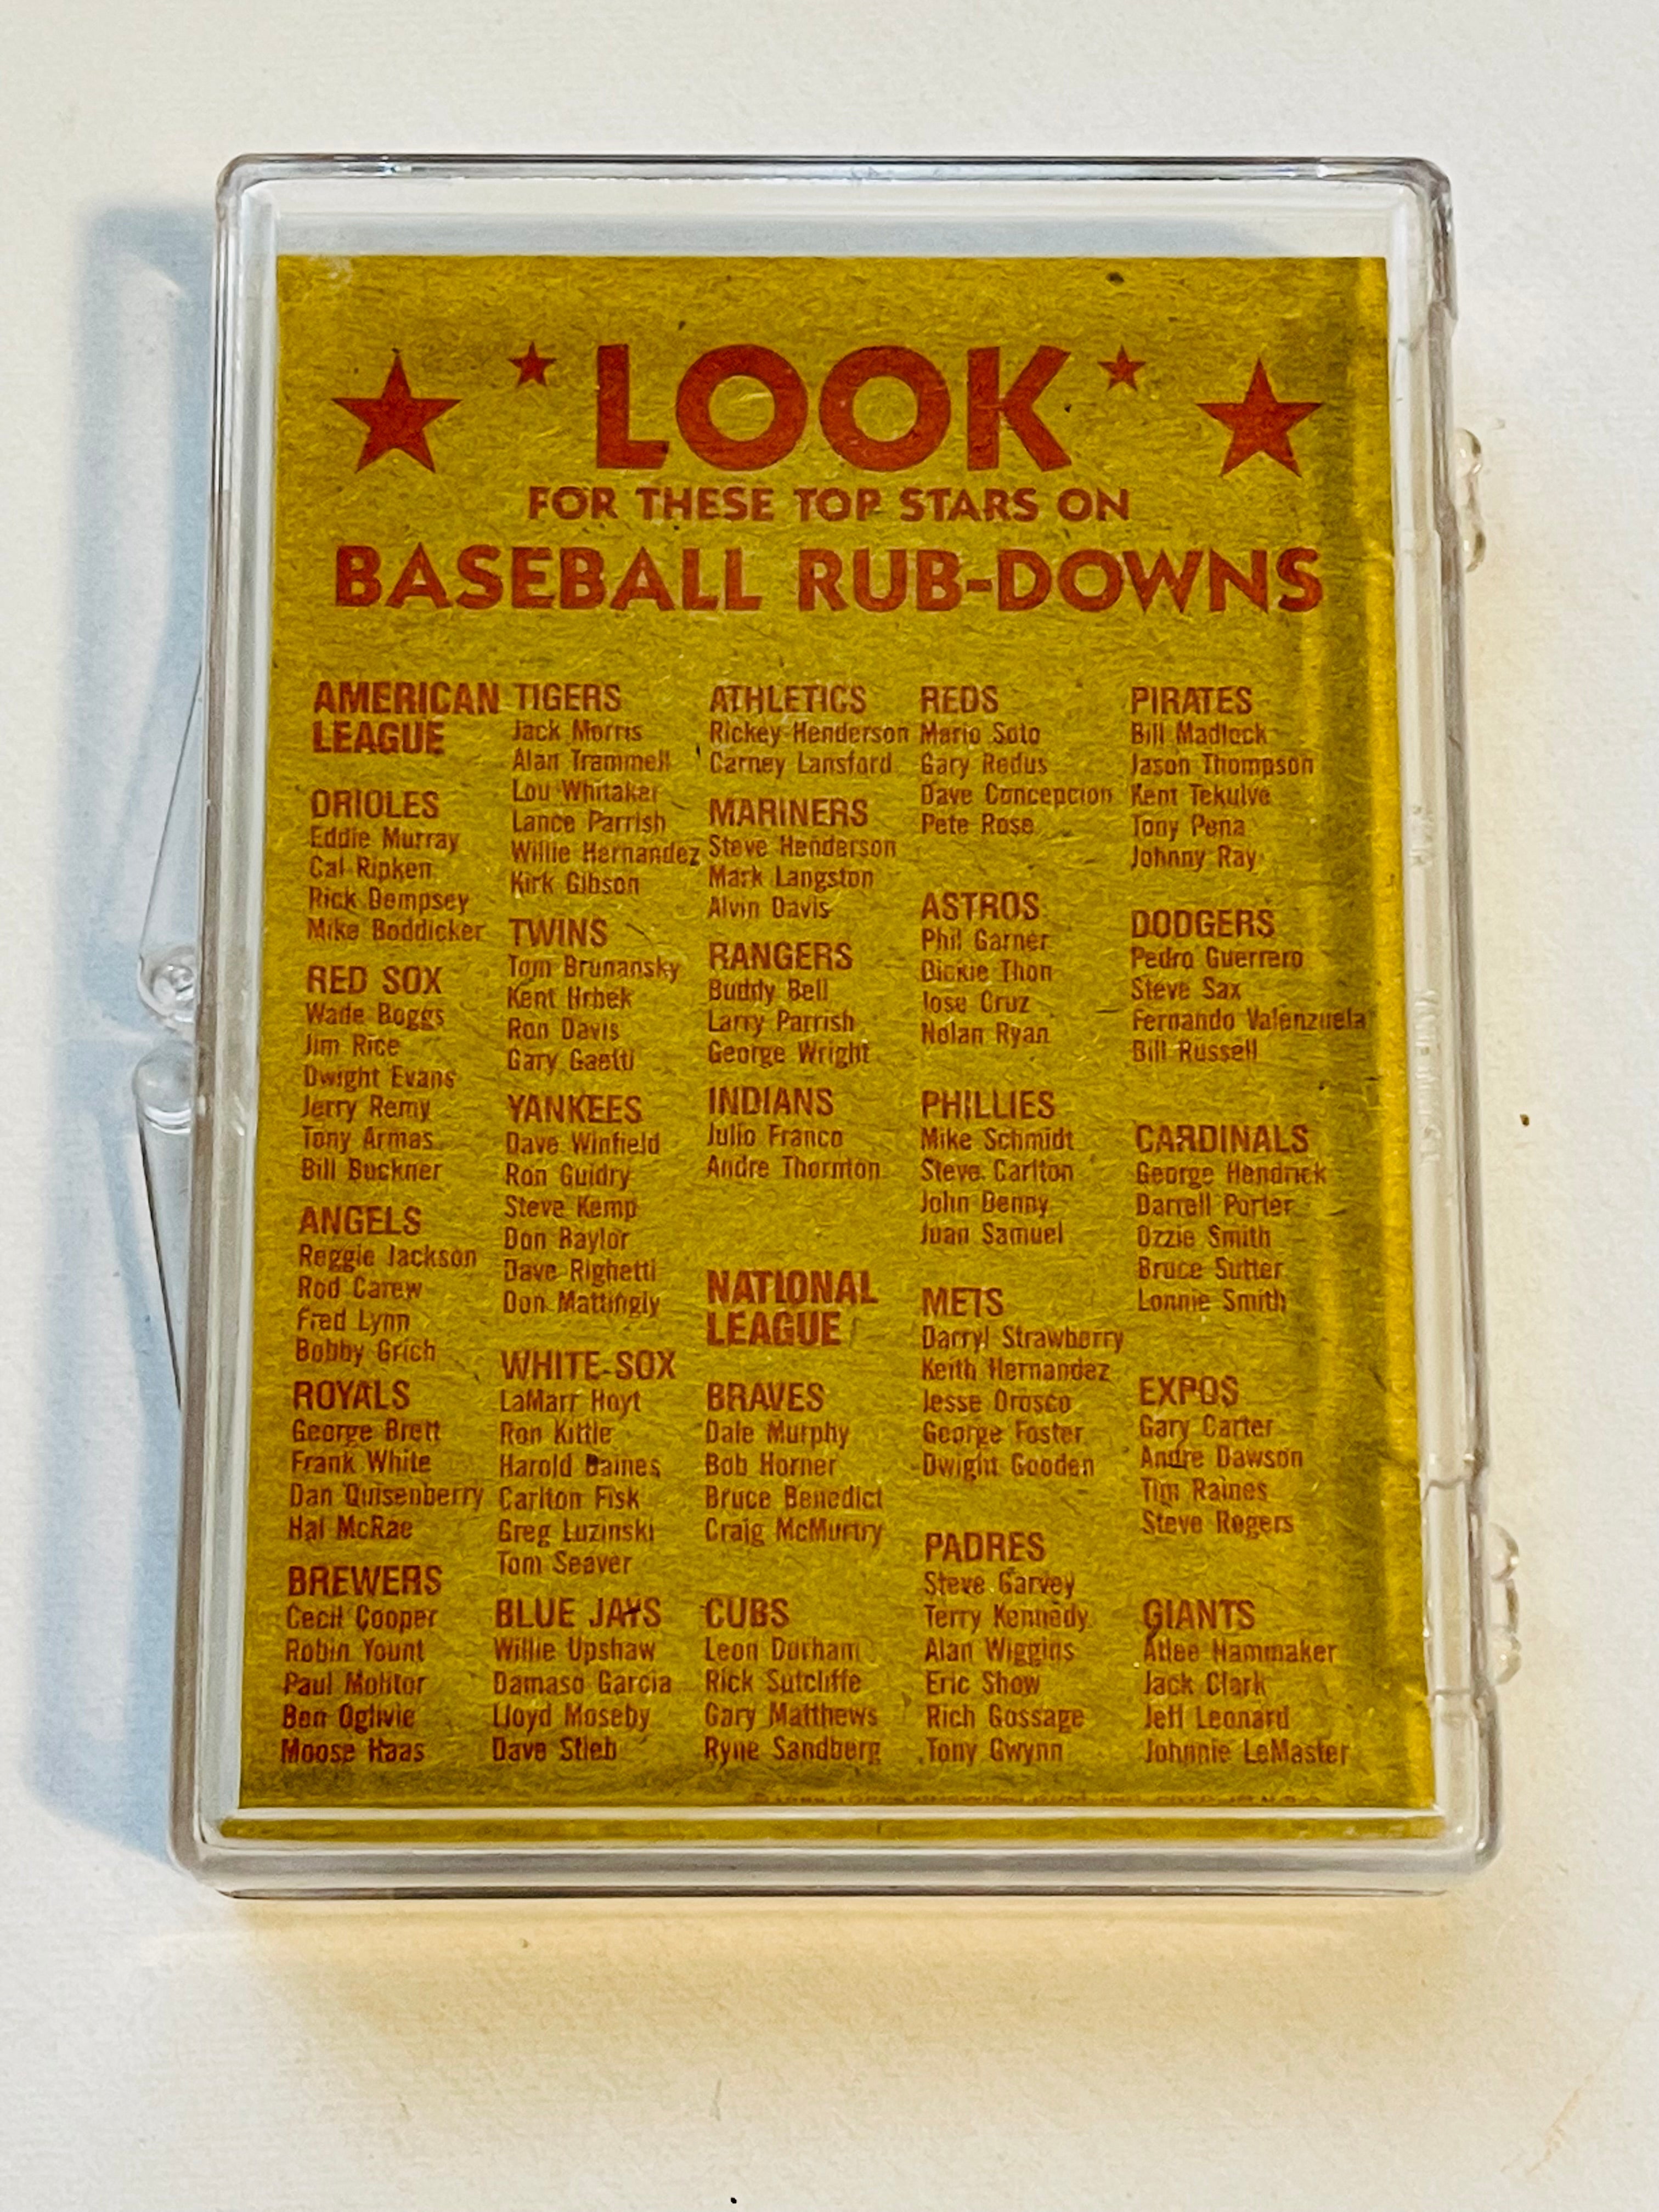 LOOK
FOR THESE TOP STARS ON
BASEBALL RUB-DOWNS
AMERICAN
LEAGUE
ORIOLES
Eddie Murray
Cal Ripken
Rick Dempsey
Mike Boddicker
RED SOX
Wade Boggs
Jim Rice
Dwight Evans
Jerry Remy
Tony Armas
Bill Buckner
ANGELS
Reggie Jackson
Rod Carew
Fred Lynn
Bobby Grich
ROYALS
George Brett
Frank White
Dan Quisenberry
Hal McRae
BREWERS
Cecil Cooper
Robin Yount
Paul Molitor
Ben Oglivie
Moose Haas
TIGERS
Jack Morris
Alan Trammell
Lou Whitaker
Lance Parrish
Willie Hernandez
Kirk Gibson
TWINS
Tom Brunansky
Kent Hrbek
Ron Davis
Gary Gaetti
YANKEES
Dave Winfield
Ron Guidry
Steve Kemp
Don Baylor
Dave Righetti
Don Mattingly
WHITE SOX
LaMarr Hoyt
Ron Kittle
Harold Baines
Carlton Fisk
Greg Luzinski
Tom Seaver
BLUE JAYS
Willie Upshaw
Damaso Garcia
Lloyd Moseby
Dave Stieb
ATHLETICS
Rickey Henderson
Carney Lansford
MARINERS
Steve Henderson
Mark Langston
Alvin Davis
RANGERS
Buddy Bell
Larry Parrish
George Wright
INDIANS
Julio Franco
Andre Thornton
NATIONAL
LEAGUE
BRAVES
Dale Murphy
Bob Horner
Bruce Benedict
Craig McMurtry
CUBS
Leon Durham
Rick Sutcliffe
Gary Matthews
Ryne Sandberg
REDS
Mario Soto
Gary Redus
Dave Concepcion
Pete Rose
ASTROS
Phil Garner
Dickie Thon
Jose Cruz
Nolan Ryan
PHILLIES
Mike Schmidt
Steve Carlton
John Denny
Juan Samuel
METS
Darryl Strawberry
Keith Hernandez
Jesse Orosco
George Foster
Dwight Gooden
PADRES
Steve Garvey
Terry Kennedy
Alan Wiggins
Eric Show
Rich Gossage
Tony Gwynn
PIRATES
Bill Madlock
Jason Thompson
Kent Tekulve
Tony Pena
Johnny Ray
DODGERS
Pedro Guerrero
Steve Sax
Fernando Valenzuela
Bill Russell
CARDINALS
George Hendrick
Darrell Porter
Ozzie Smith
Bruce Sutter
Lonnie Smith
EXPOS
Gary Carter
Andre Dawson
Tim Raines
Steve Rogers
GIANTS
Atlee Hammaker
Jack Clark
Jeff Leonard
Johnnie LeMaster